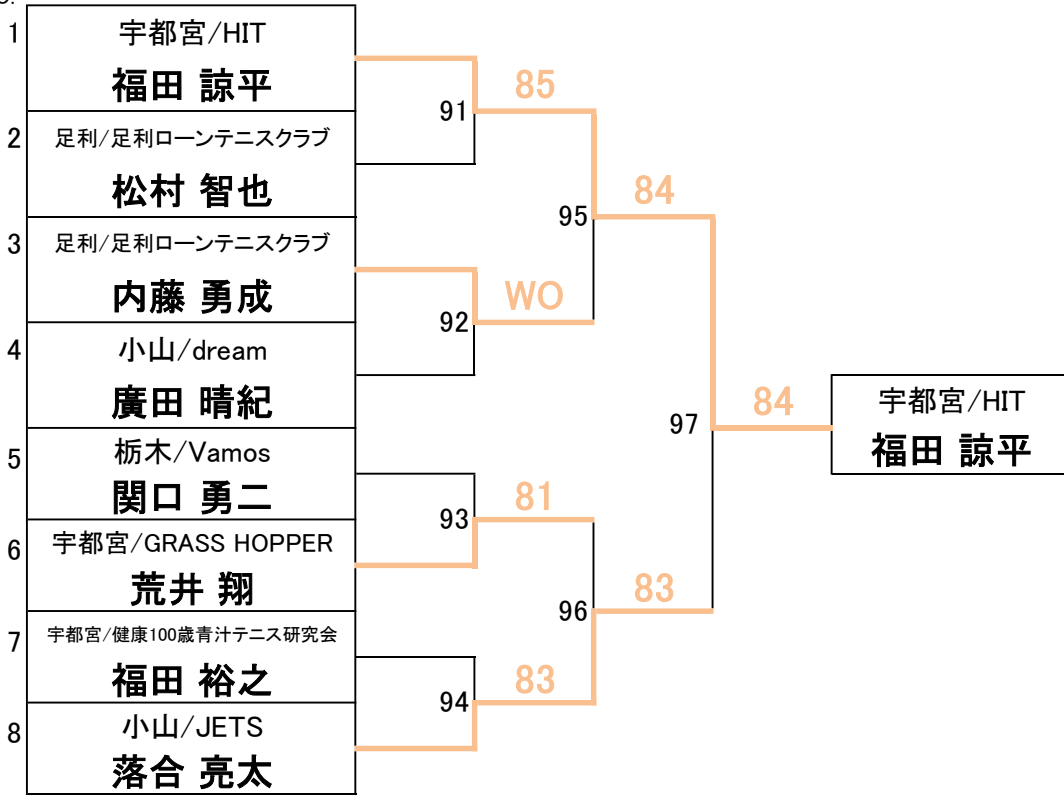 1
宇都宮/HIT
福田 諒平
2
足利/足利ローンテニスクラブ
松村 智也
3
足利/足利ローンテニスクラブ
内藤 勇成
4
小山/dream
廣田 晴紀
5
栃木/Vamos
関口 勇二
6
宇都宮/GRASS HOPPER
荒井 翔
7
宇都宮/健康100歳青汁テニス研究会
福田 裕之
8
小山/JETS
落合 亮太
91
85
92
WO
93
81
94
83
95
84
96
83
97
84
宇都宮/HIT
福田 諒平